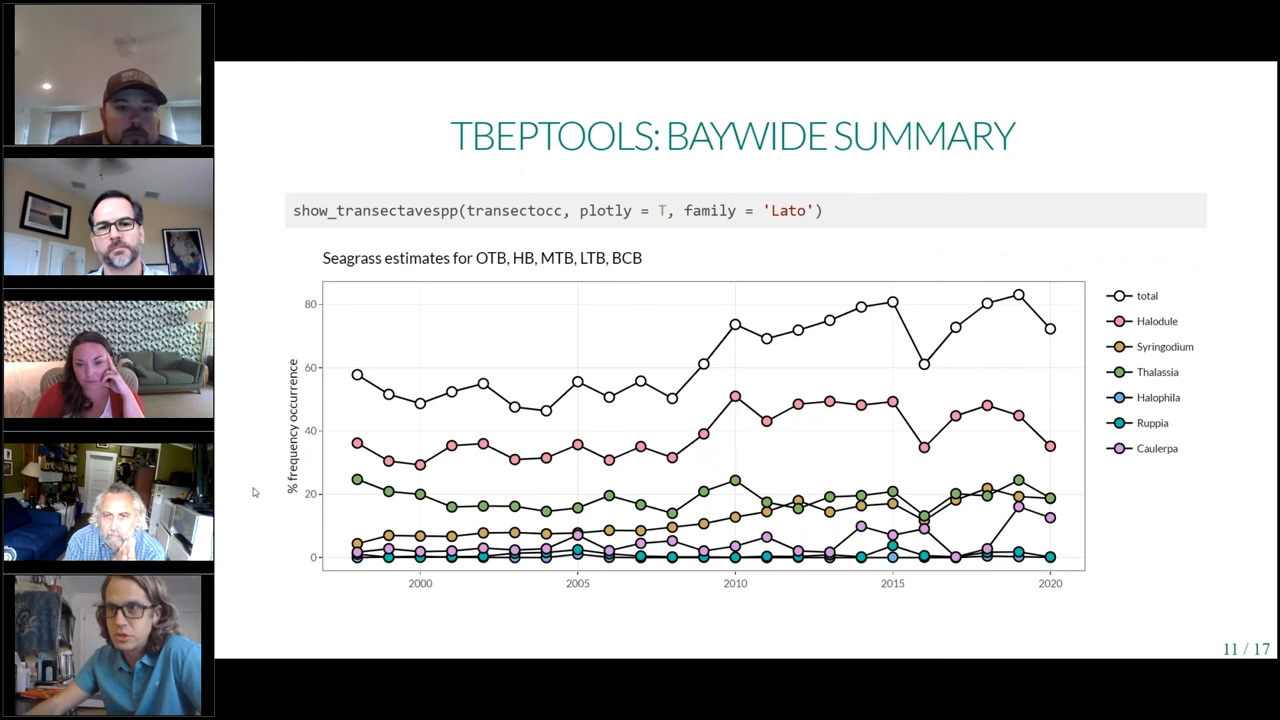 TBEPTOOLS: BAYWIDE SUMMARY
show_transectavespp(transectocc, plotly = T, family = 'Lato')
Seagrass estimates for OTB, HB, MTB, LTB, BCB
% frequency occurrence
80
60
40
20
0
2000
2005
2010
2015
2020
total
Halodule
Syringodium
Thalassia
Halophila
Ruppia
Caulerpa
11 / 17